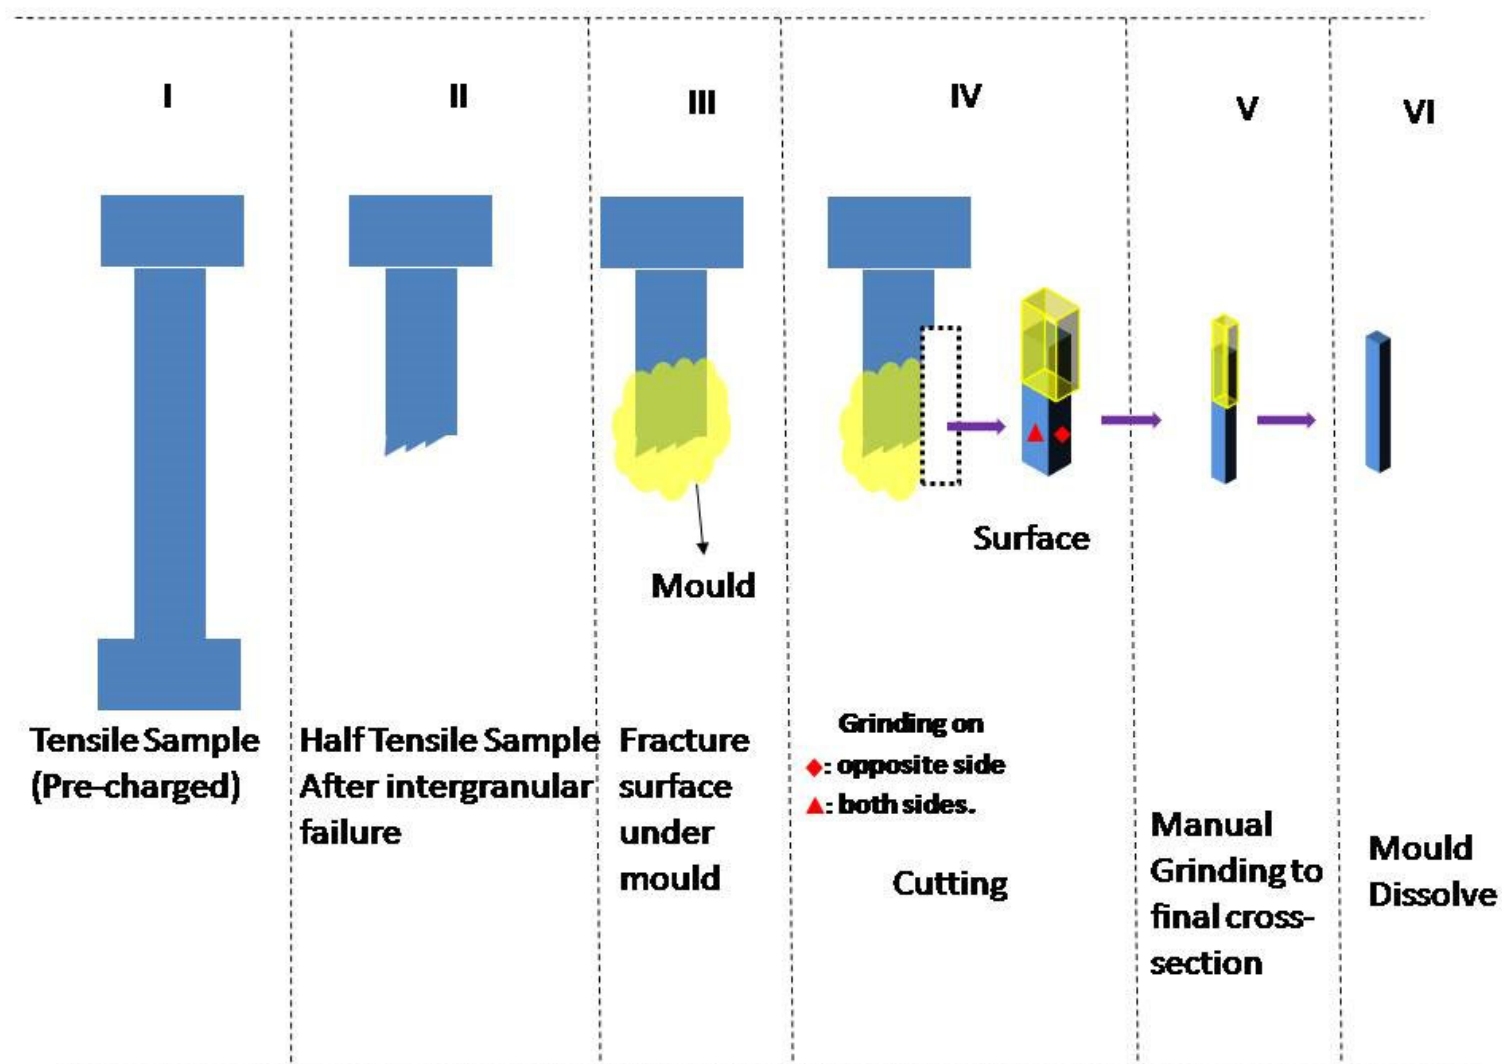 I
II
III
IV
V
VI
Mould
Surface
Tensile Sample
(Pre-charged)
Half Tensile Sample
After intergranular
failure
Fracture
surface
under
mould
Grinding on
♦: opposite side
▲: both sides.
Cutting
Manual
Grinding to
final cross-
section
Mould
Dissolve